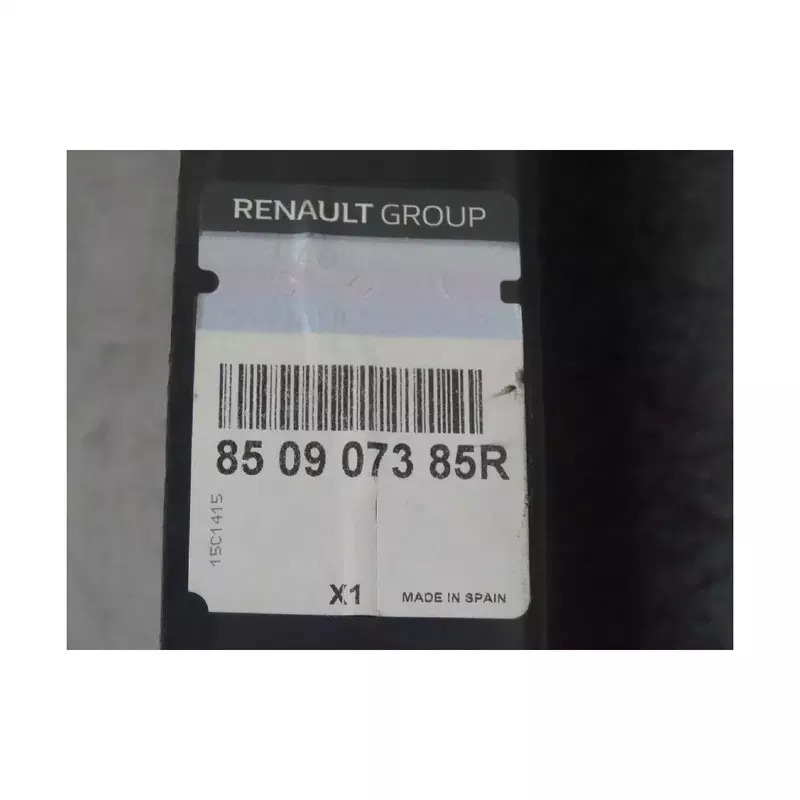 RENAULT GROUP
85 09 073 85R
15C1415
X1
MADE IN SPAIN